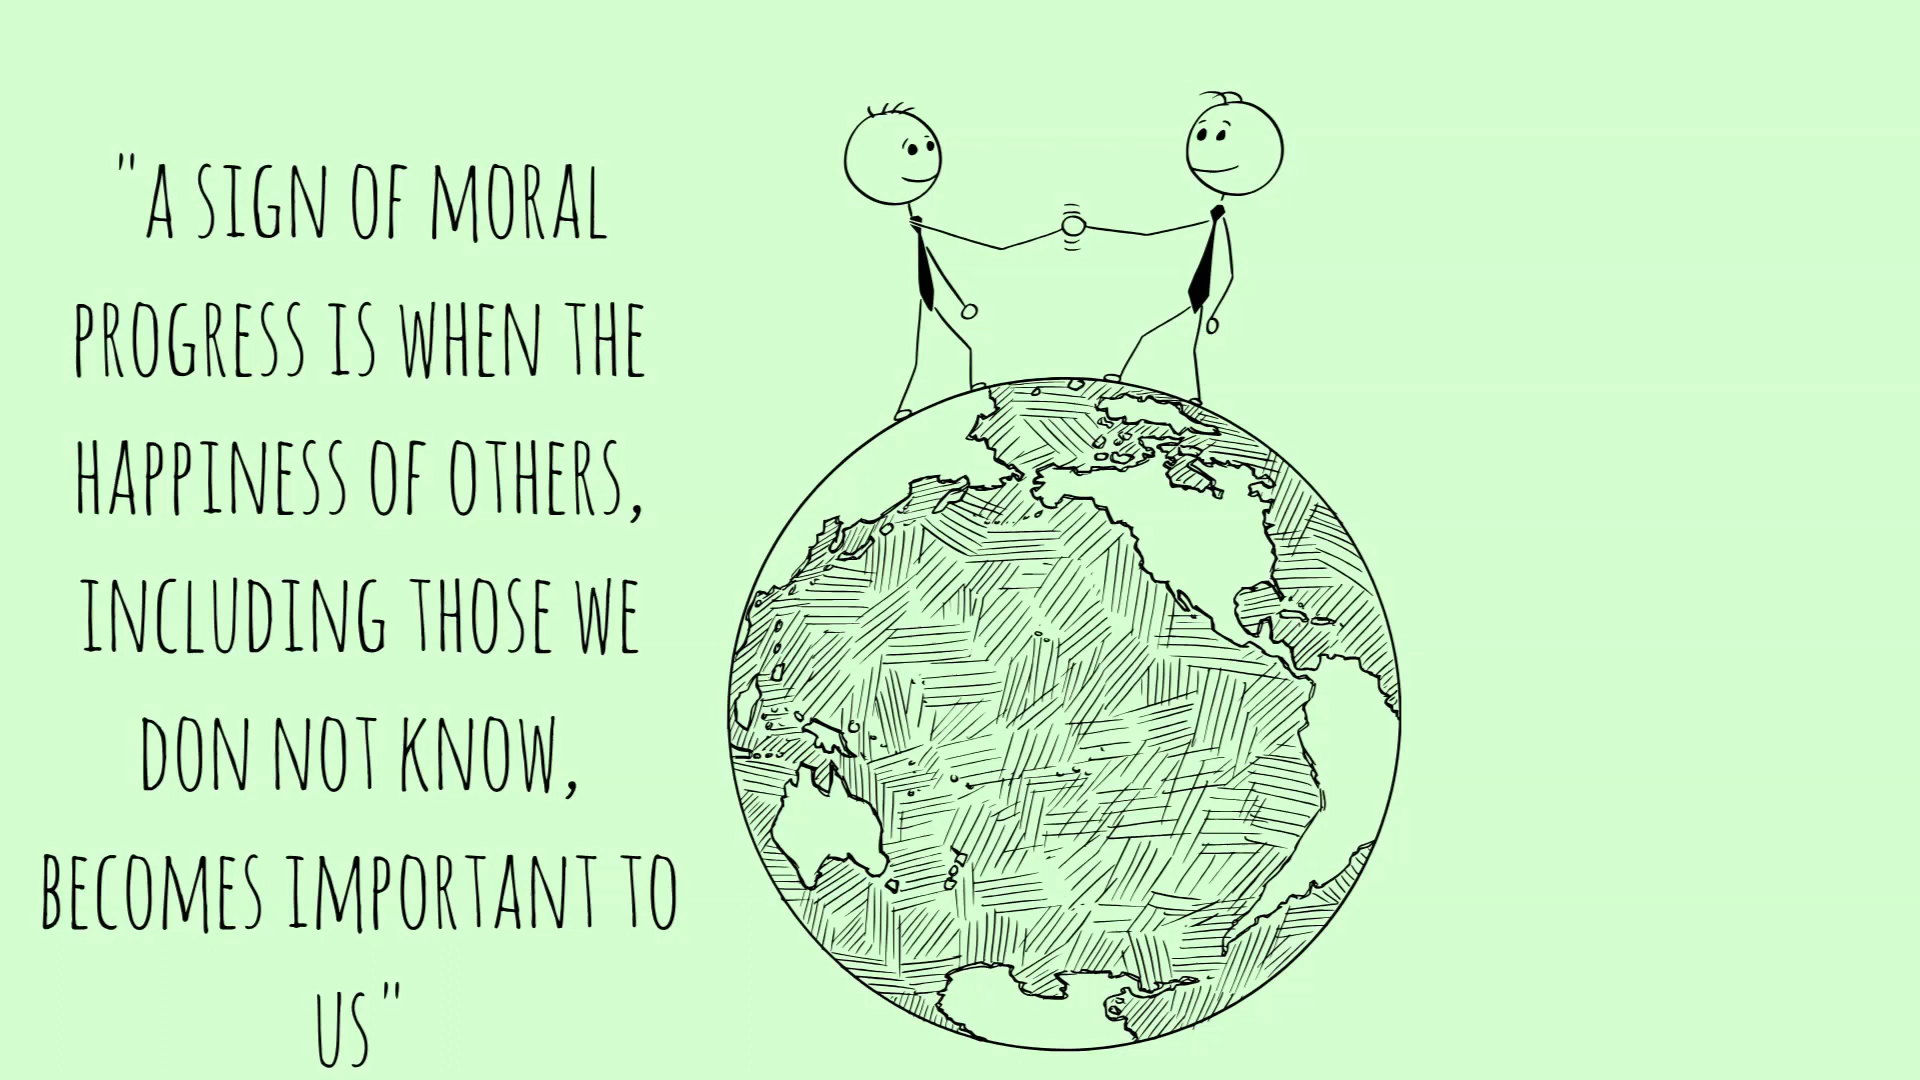 "A SIGN OF MORAL
PROGRESS IS WHEN THE
HAPPINESS OF OTHERS,
INCLUDING THOSE WE
DON NOT KNOW,
BECOMES IMPORTANT TO
US"